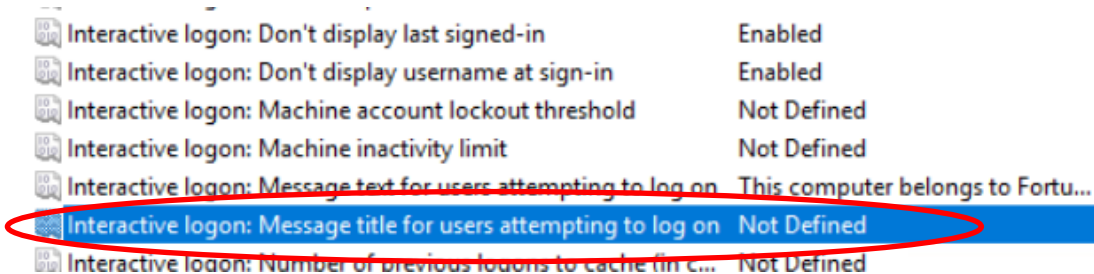 Interactive logon: Don't display last signed-in Enabled
Interactive logon: Don't display username at sign-in Enabled
Interactive logon: Machine account lockout threshold Not Defined
Interactive logon: Machine inactivity limit Not Defined
Interactive logon: Message text for users attempting to log on This computer belongs to Fortu...
Interactive logon: Message title for users attempting to log on Not Defined
Interactive logon: Number of previous logons to cache (in c... Not Defined